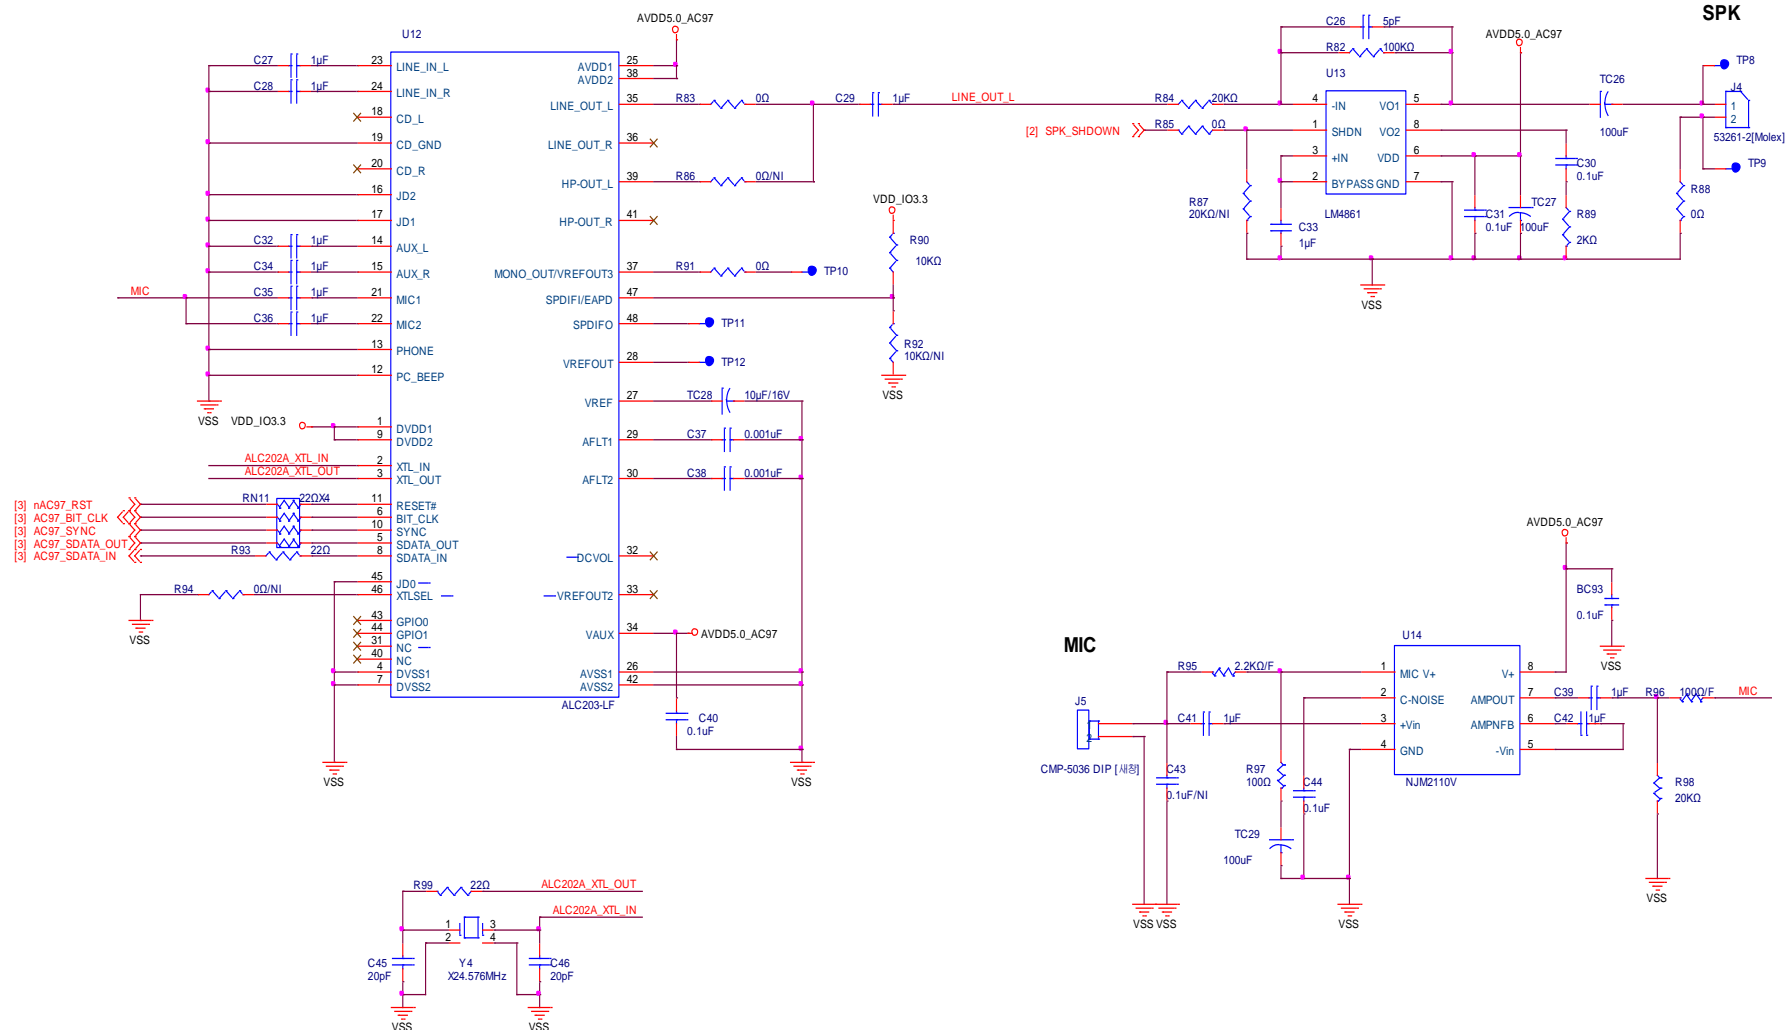 SPK
AVDD5.0_AC97
U12
C27 1µF 23 LINE_IN_L
C28 1µF 24 LINE_IN_R
18 CD_L
19 CD_GND
20 CD_R
16 JD2
17 JD1
C32 1µF 14 AUX_L
C34 1µF 15 AUX_R
MIC C35 1µF 21 MIC1
C36 1µF 22 MIC2
13 PHONE
12 PC_BEEP
VSS
VDD_IO3.3 1 DVDD1
9 DVDD2
ALC202A_XTL_IN 2 XTL_IN
ALC202A_XTL_OUT 3 XTL_OUT
[3] nAC97_RST RN11 22ΩX4 11 RESET#
[3] AC97_BIT_CLK 6 BIT_CLK
[3] AC97_SYNC 10 SYNC
[3] AC97_SDATA_OUT 5 SDATA_OUT
[3] AC97_SDATA_IN R93 22Ω 8 SDATA_IN
45 JD0
R94 0Ω/NI 46 XTLSEL
VSS
43 GPIO0
44 GPIO1
31 NC
40 NC
4 DVSS1
7 DVSS2
VSS
AVDD1 25
AVDD2 38
LINE_OUT_L 35 R83 0Ω C29 1µF LINE_OUT_L
LINE_OUT_R 36
HP-OUT_L 39 R86 0Ω/NI
HP-OUT_R 41
MONO_OUT/VREFOUT3 37 R91 0Ω TP10
SPDIFI/EAPD 47
SPDIFO 48 TP11
VREFOUT 28 TP12
VREF 27 TC28 10µF/16V
AFLT1 29 C37 0.001uF
AFLT2 30 C38 0.001uF
DCVOL 32
VREFOUT2 33
VAUX 34 AVDD5.0_AC97
AVSS1 26
AVSS2 42
ALC203-LF
C40
0.1uF
VSS
VDD_IO3.3
R90
10KΩ
R92
10KΩ/NI
VSS
C26 5pF
R82 100KΩ
U13
AVDD5.0_AC97
R84 20KΩ 4 -IN VO1 5
[2] SPK_SHDOWN R85 0Ω 1 SHDN VO2 8
3 +IN VDD 6
2 BYPASS GND 7
LM4861
R87
20KΩ/NI
C33
1µF
C31
0.1uF
TC27
100uF
C30
0.1uF
R89
2KΩ
R88
0Ω
TC26
100uF
TP8
J4
1
2
53261-2[Molex]
TP9
VSS
AVDD5.0_AC97
BC93
0.1uF
VSS
MIC
U14
R95 2.2KΩ/F 1 MIC V+ V+ 8
2 C-NOISE AMPOUT 7 C39 1µF R96 100Ω/F MIC
J5
1
2
C41 1µF 3 +Vin AMPNFB 6 C42 1µF
4 GND -Vin 5
NJM2110V
CMP-5036 DIP [새창]
C43
0.1uF/NI
R97
100Ω
C44
0.1uF
TC29
100uF
R98
20KΩ
VSS VSS VSS VSS
R99 22Ω ALC202A_XTL_OUT
ALC202A_XTL_IN
1 3
2 4
C45
20pF
Y4
X24.576MHz
C46
20pF
VSS VSS